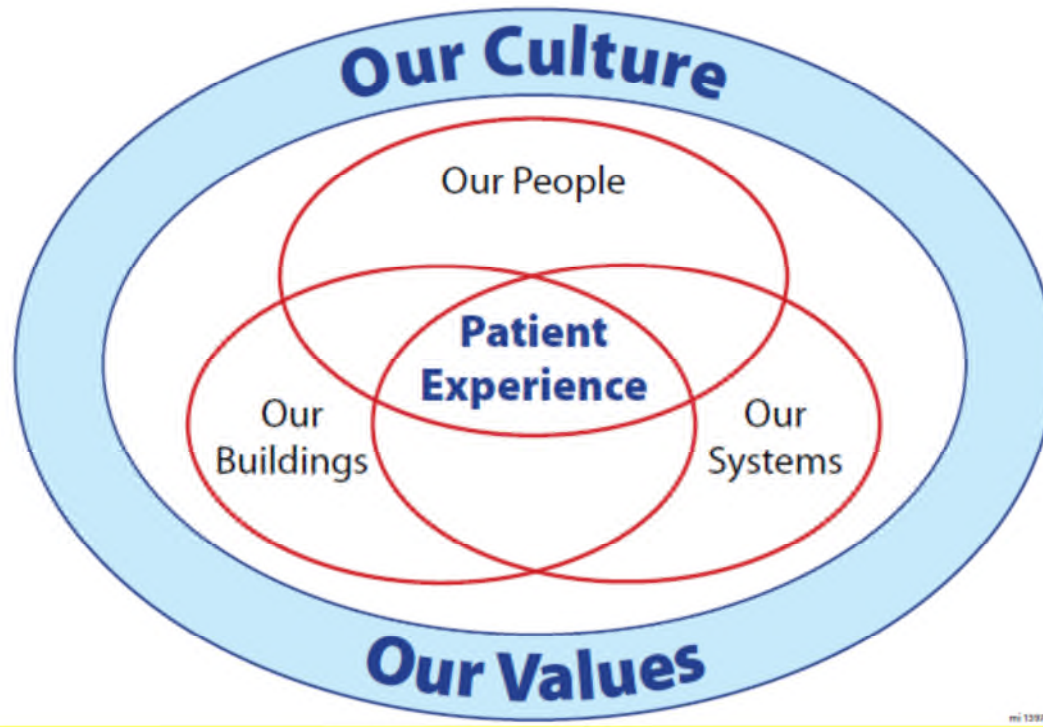 Our Culture
Our People
Patient
Experience
Our
Buildings
Our
Systems
Our Values